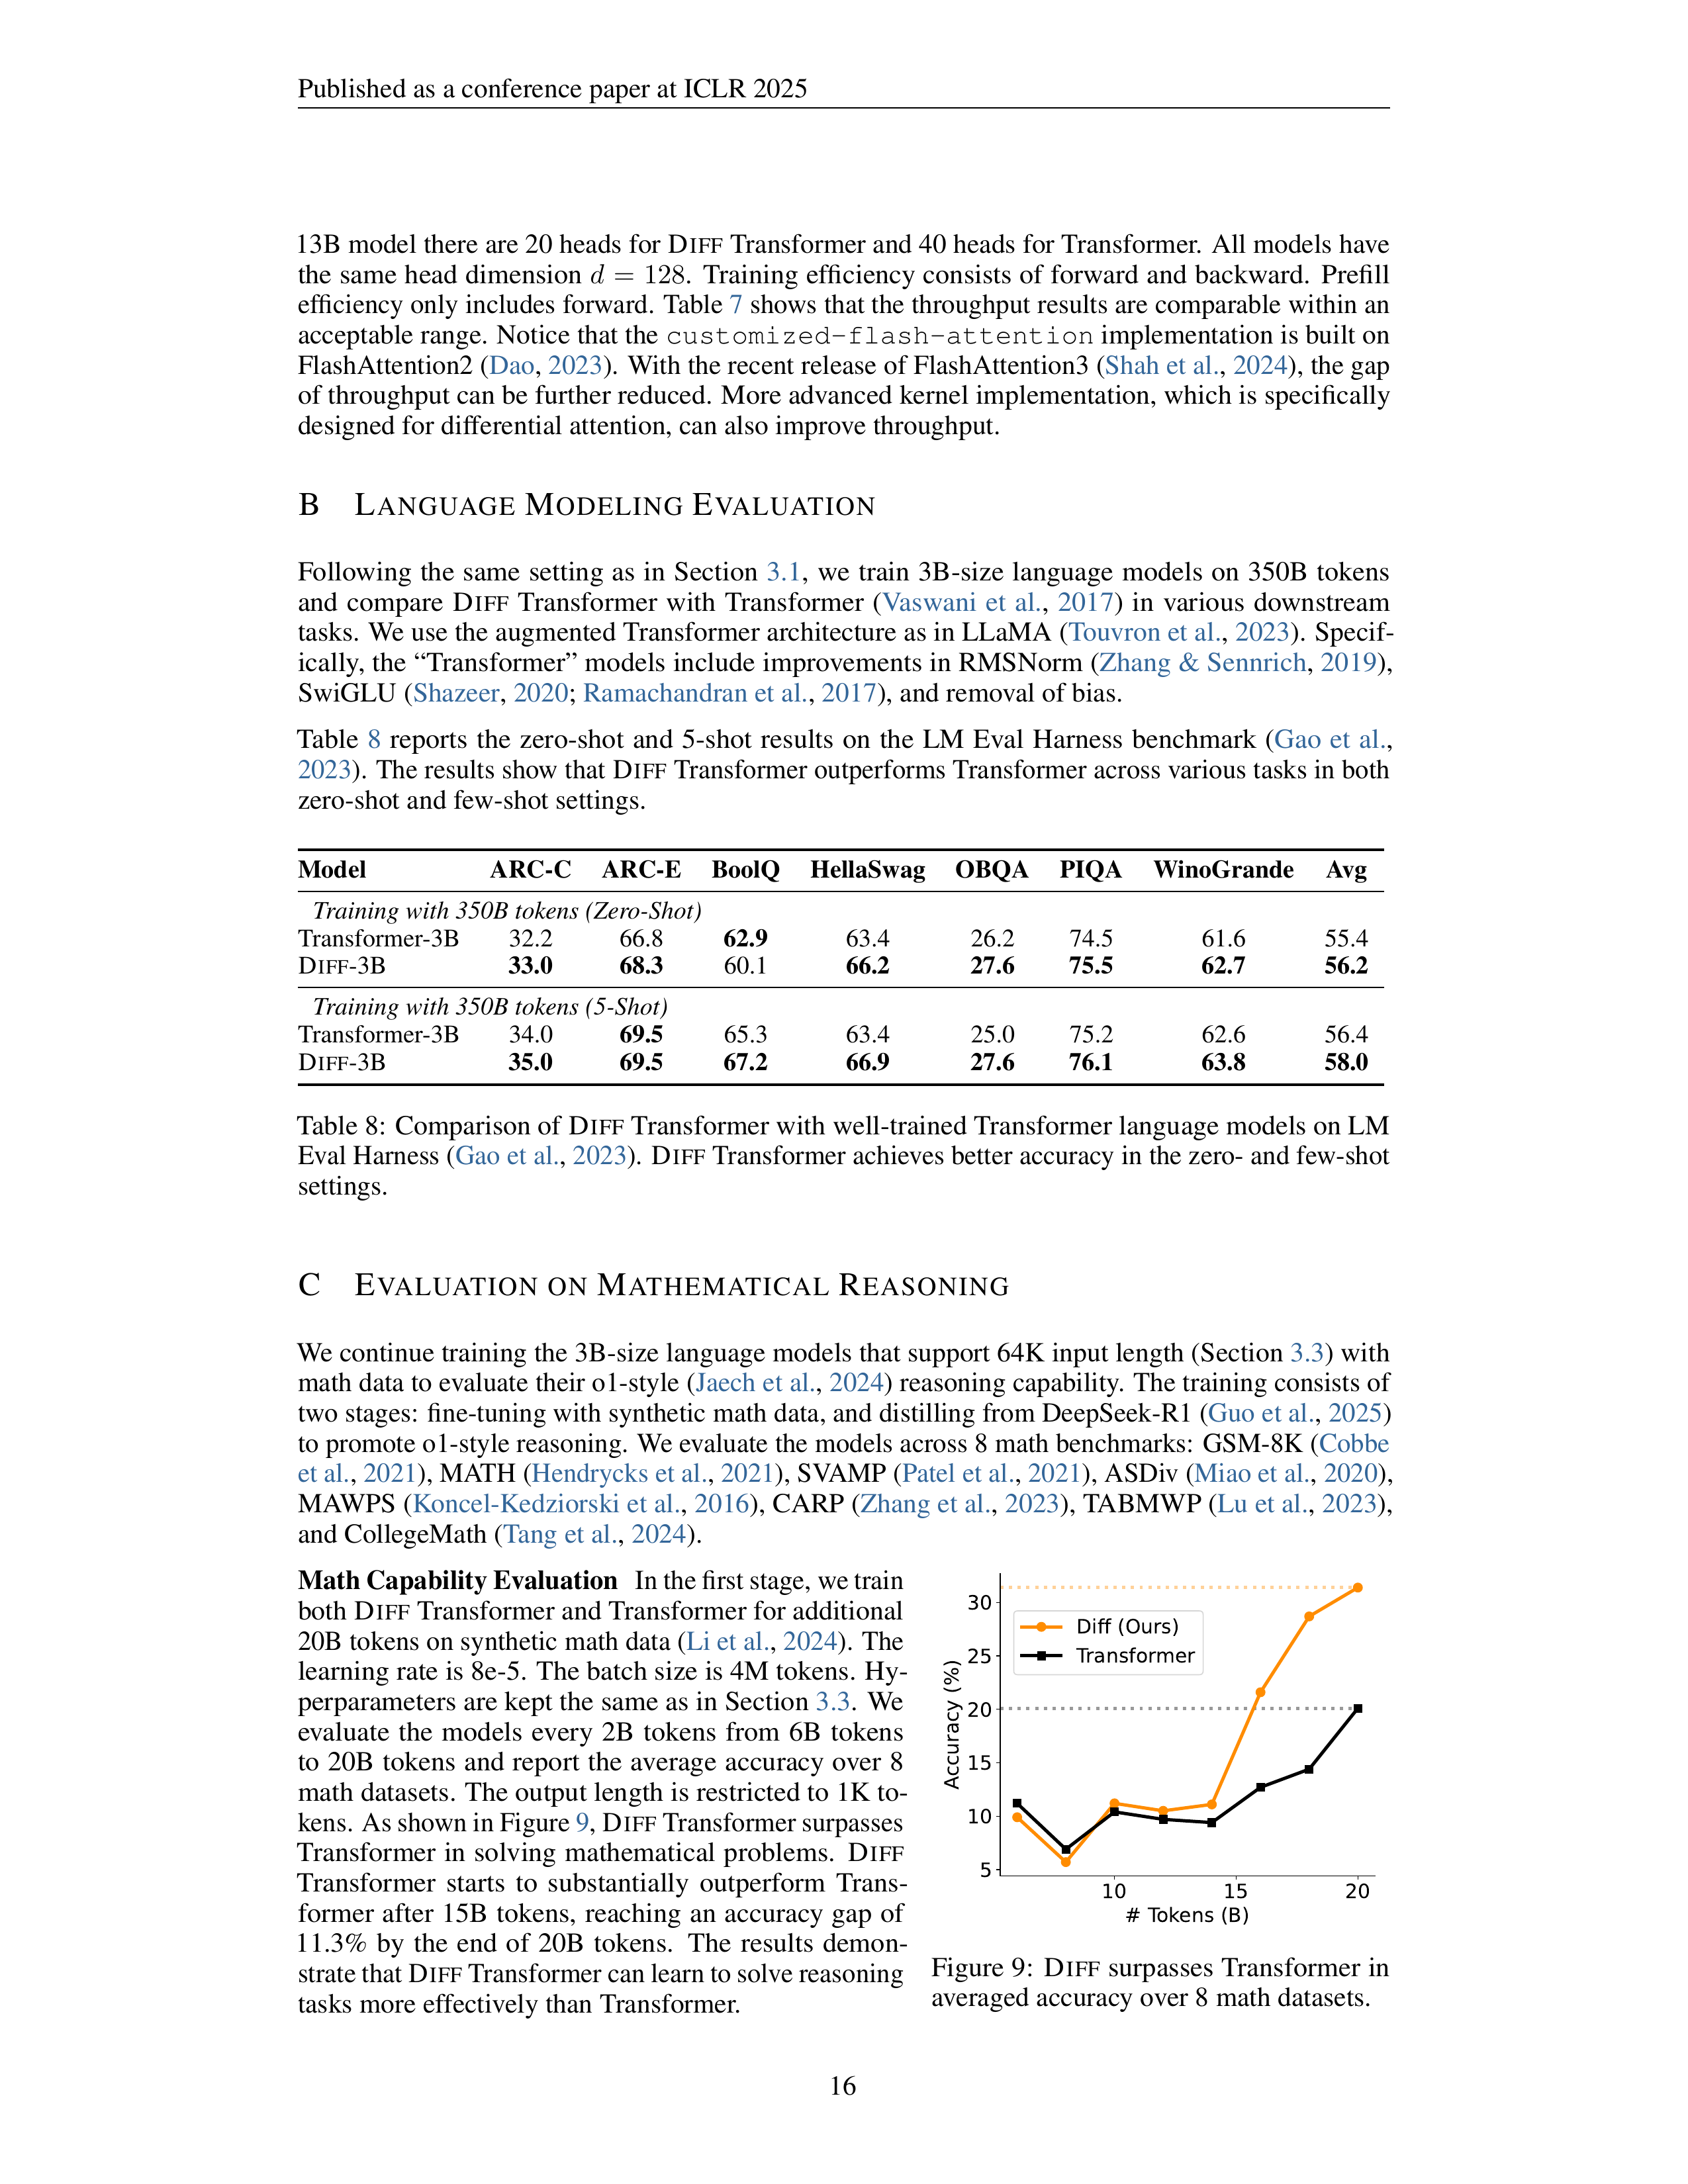 Published as a conference paper at ICLR 2025
13B model there are 20 heads for DIFF Transformer and 40 heads for Transformer. All models have
the same head dimension d = 128. Training efficiency consists of forward and backward. Prefill
efficiency only includes forward. Table 7 shows that the throughput results are comparable within an
acceptable range. Notice that the customized-flash-attention implementation is built on
FlashAttention2 (Dao, 2023). With the recent release of FlashAttention3 (Shah et al., 2024), the gap
of throughput can be further reduced. More advanced kernel implementation, which is specifically
designed for differential attention, can also improve throughput.
B LANGUAGE MODELING EVALUATION
Following the same setting as in Section 3.1, we train 3B-size language models on 350B tokens
and compare DIFF Transformer with Transformer (Vaswani et al., 2017) in various downstream
tasks. We use the augmented Transformer architecture as in LLaMA (Touvron et al., 2023). Specif-
ically, the “Transformer” models include improvements in RMSNorm (Zhang & Sennrich, 2019),
SwiGLU (Shazeer, 2020; Ramachandran et al., 2017), and removal of bias.
Table 8 reports the zero-shot and 5-shot results on the LM Eval Harness benchmark (Gao et al.,
2023). The results show that DIFF Transformer outperforms Transformer across various tasks in both
zero-shot and few-shot settings.
Model ARC-C ARC-E BoolQ HellaSwag OBQA PIQA WinoGrande Avg
Training with 350B tokens (Zero-Shot)
Transformer-3B 32.2 66.8 62.9 63.4 26.2 74.5 61.6 55.4
DIFF-3B 33.0 68.3 60.1 66.2 27.6 75.5 62.7 56.2
Training with 350B tokens (5-Shot)
Transformer-3B 34.0 69.5 65.3 63.4 25.0 75.2 62.6 56.4
DIFF-3B 35.0 69.5 67.2 66.9 27.6 76.1 63.8 58.0
Table 8: Comparison of DIFF Transformer with well-trained Transformer language models on LM
Eval Harness (Gao et al., 2023). DIFF Transformer achieves better accuracy in the zero- and few-shot
settings.
C EVALUATION ON MATHEMATICAL REASONING
We continue training the 3B-size language models that support 64K input length (Section 3.3) with
math data to evaluate their o1-style (Jaech et al., 2024) reasoning capability. The training consists of
two stages: fine-tuning with synthetic math data, and distilling from DeepSeek-R1 (Guo et al., 2025)
to promote o1-style reasoning. We evaluate the models across 8 math benchmarks: GSM-8K (Cobbe
et al., 2021), MATH (Hendrycks et al., 2021), SVAMP (Patel et al., 2021), ASDiv (Miao et al., 2020),
MAWPS (Koncel-Kedziorski et al., 2016), CARP (Zhang et al., 2023), TABMWP (Lu et al., 2023),
and CollegeMath (Tang et al., 2024).
Math Capability Evaluation In the first stage, we train
both DIFF Transformer and Transformer for additional
20B tokens on synthetic math data (Li et al., 2024). The
learning rate is 8e-5. The batch size is 4M tokens. Hy-
perparameters are kept the same as in Section 3.3. We
evaluate the models every 2B tokens from 6B tokens
to 20B tokens and report the average accuracy over 8
math datasets. The output length is restricted to 1K to-
kens. As shown in Figure 9, DIFF Transformer surpasses
Transformer in solving mathematical problems. DIFF
Transformer starts to substantially outperform Trans-
former after 15B tokens, reaching an accuracy gap of
11.3% by the end of 20B tokens. The results demon-
strate that DIFF Transformer can learn to solve reasoning
tasks more effectively than Transformer.
Accuracy (%)
30
25
20
15
10
5
Diff (Ours)
Transformer
10 15 20
# Tokens (B)
Figure 9: DIFF surpasses Transformer in
averaged accuracy over 8 math datasets.
16